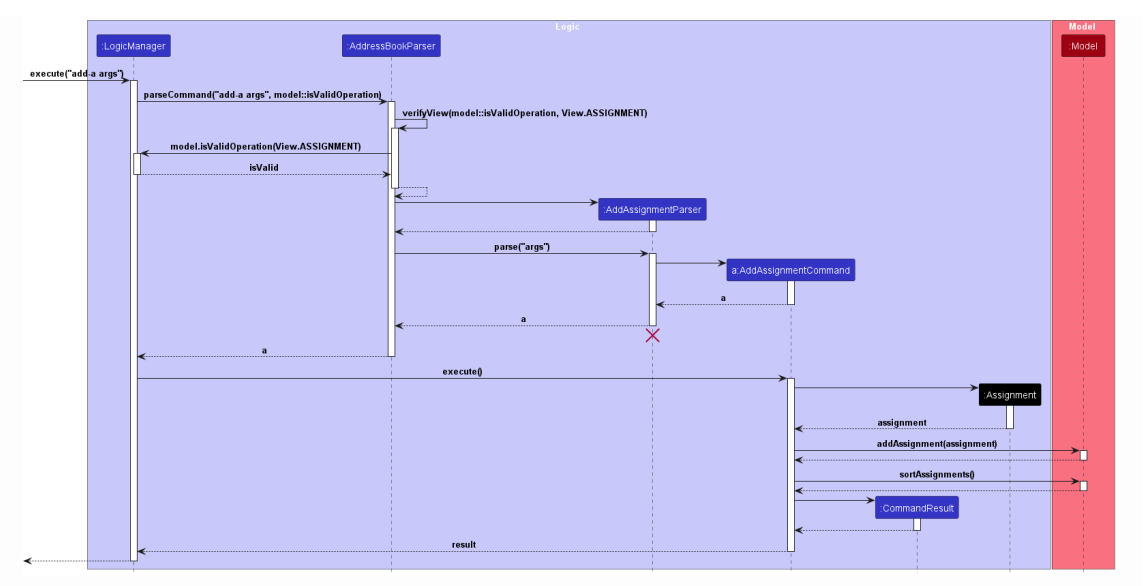 Logic
Model
:LogicManager
:AddressBookParser
:Model
execute("add-a args")
parseCommand("add-a args", model::isValidOperation)
verifyView(model::isValidOperation, View.ASSIGNMENT)
model.isValidOperation(View.ASSIGNMENT)
isValid
:AddAssignmentParser
parse("args")
a:AddAssignmentCommand
a
a
a
execute()
:Assignment
assignment
addAssignment(assignment)
sortAssignments()
:CommandResult
result